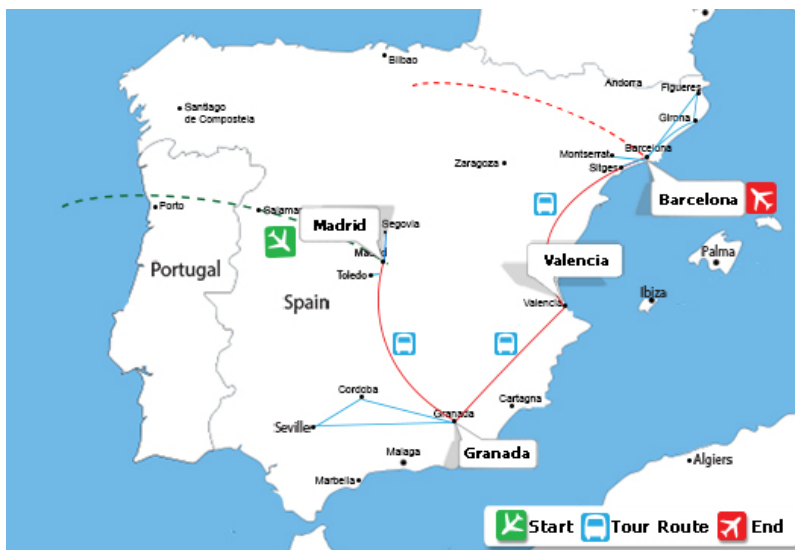 Bilbao
Andorra
Figueres
Santiago
de Compostela
Girona
Zaragoza
Montserrat
Barcelona
Sitges
Barcelona
Porto
Salamar
Madrid
Segovia
Madrid
Toledo
Portugal
Spain
Valencia
Valencia
Palma
Ibiza
Cordoba
Seville
Granada
Cartagna
Granada
Malaga
Marbella
Algiers
Start
Tour Route
End